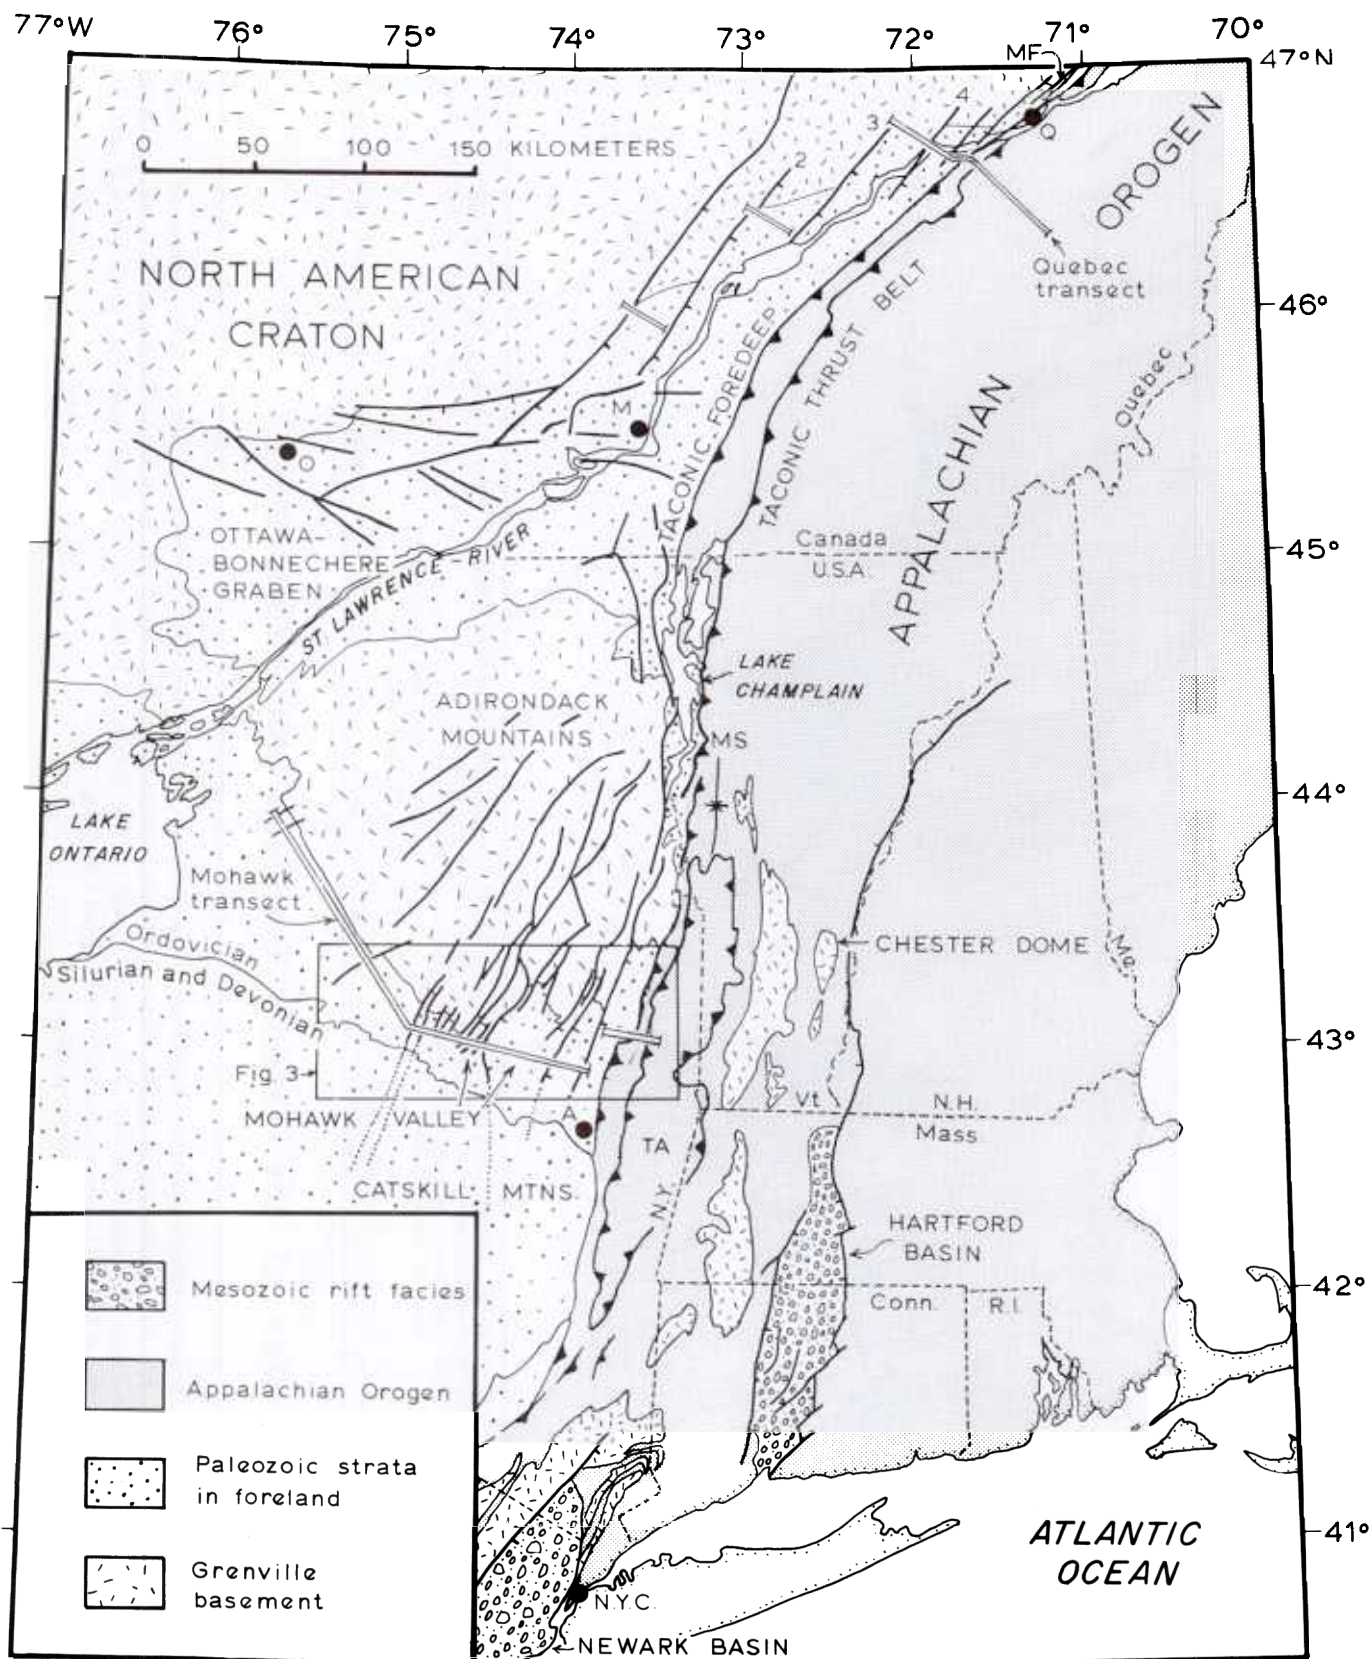 77°W 76° 75° 74° 73° 72° 71° 70°
47°N
MF
4
3
Q
2
1
0 50 100 150 KILOMETERS
OROGEN
NORTH AMERICAN
CRATON
Quebec
transect
46°
TACONIC FOREDEEP
TACONIC THRUST BELT
APPALACHIAN
Quebec
M
O
OTTAWA-
BONNECHERE
GRABEN
ST. LAWRENCE-RIVER
Canada
U.S.A.
45°
LAKE
CHAMPLAIN
ADIRONDACK
MOUNTAINS
MS
44°
LAKE
ONTARIO
Mohawk
transect
Ordovician
Silurian and Devonian
CHESTER DOME
Me.
43°
Fig. 3
MOHAWK VALLEY
A
Vt
N.H.
Mass
TA
N.Y.
CATSKILL MTNS.
HARTFORD
BASIN
42°
Conn.
R.I.
Mesozoic rift facies
Appalachian Orogen
Paleozoic strata
in foreland
Grenville
basement
41°
ATLANTIC
OCEAN
N.Y.C.
NEWARK BASIN